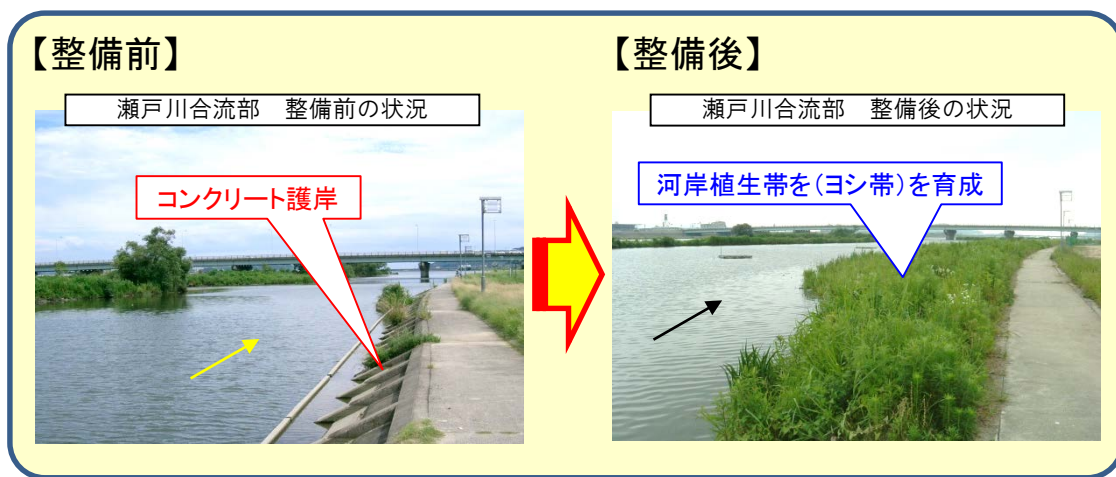 【整備前】
瀬戸川合流部　整備前の状況
コンクリート護岸
【整備後】
瀬戸川合流部　整備後の状況
河岸植生帯を(ヨシ帯)を育成